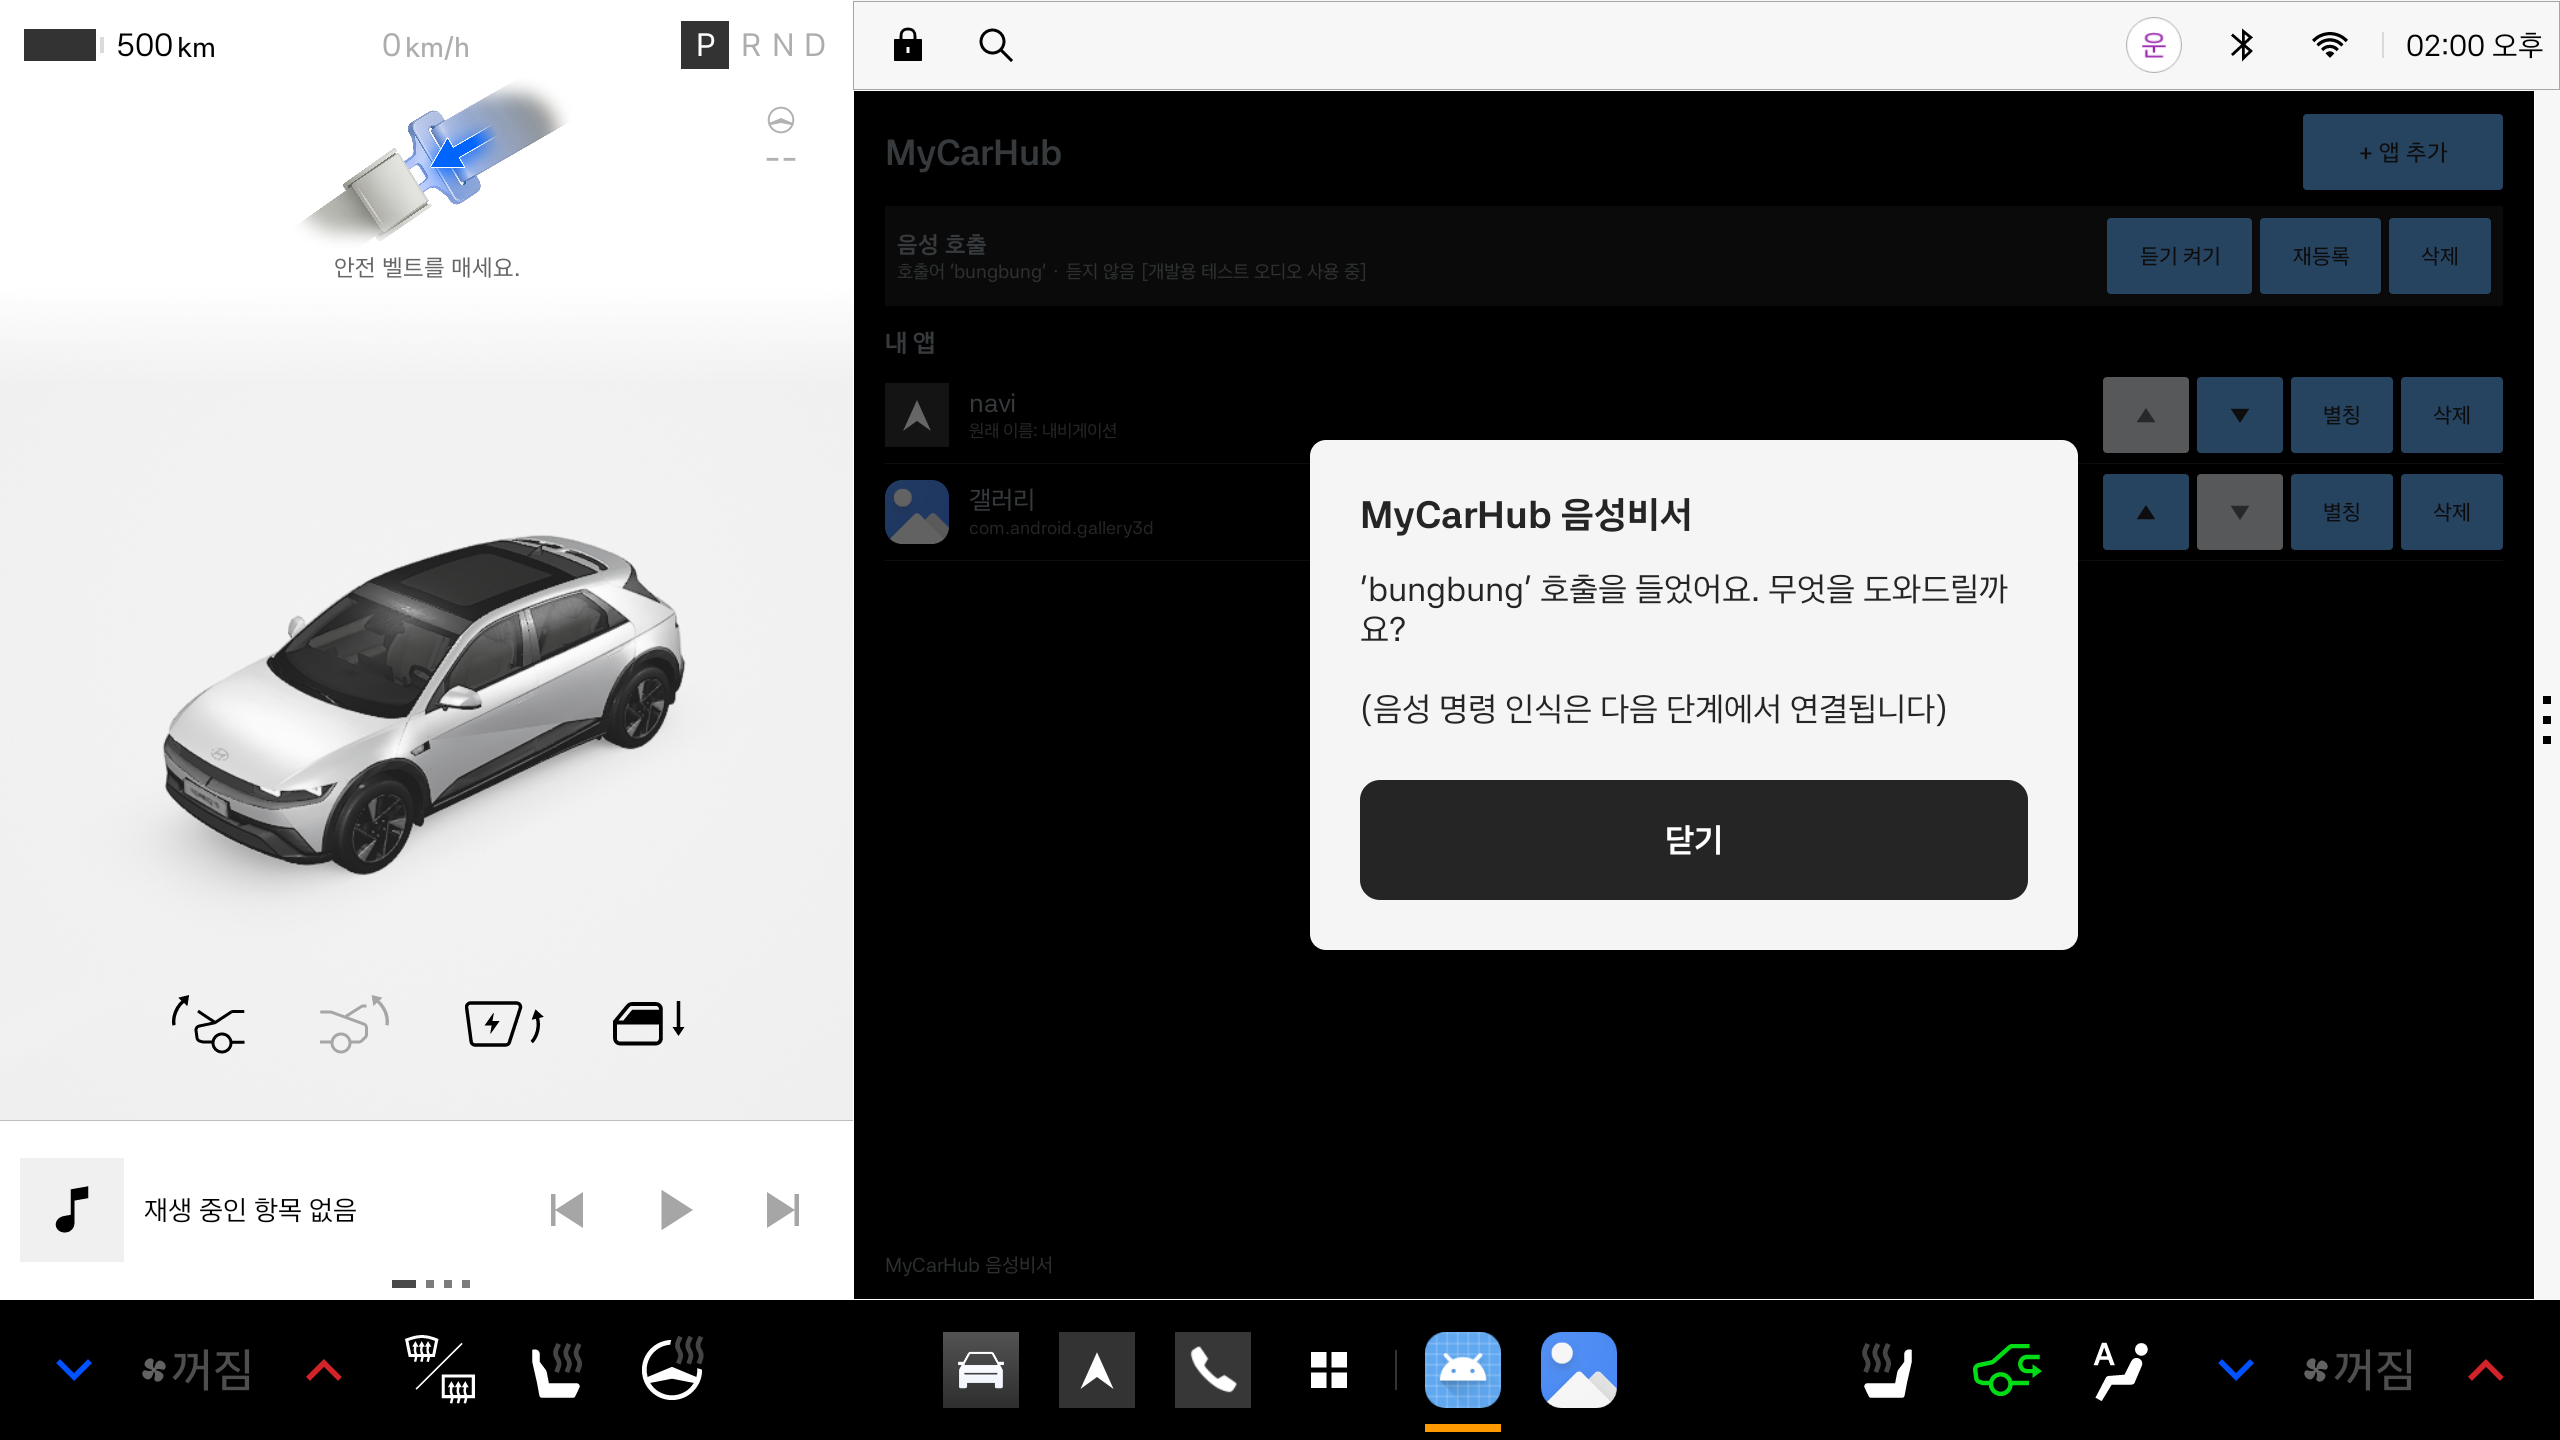 500 km
0 km/h
P R N D
운
02:00 오후
안전 벨트를 매세요.
MyCarHub
+ 앱 추가
음성 호출
호출어 'bungbung' · 듣지 않음 [개발용 테스트 오디오 사용 중]
듣기 켜기
재등록
삭제
내 앱
navi
원래 이름: 내비게이션
▲
▼
별칭
삭제
갤러리
com.android.gallery3d
▲
▼
별칭
삭제
MyCarHub 음성비서
'bungbung' 호출을 들었어요. 무엇을 도와드릴까
요?
(음성 명령 인식은 다음 단계에서 연결됩니다)
닫기
재생 중인 항목 없음
MyCarHub 음성비서
꺼짐
A
꺼짐